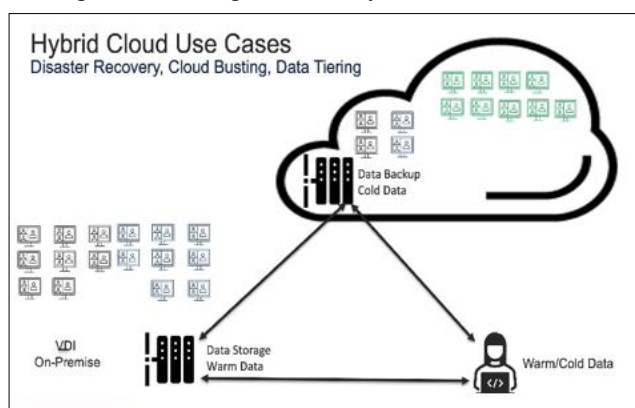 Hybrid Cloud Use Cases
Disaster Recovery, Cloud Busting, Data Tiering
Data Backup
Cold Data
VDI
On-Premise
Data Storage
Warm Data
Warm/Cold Data